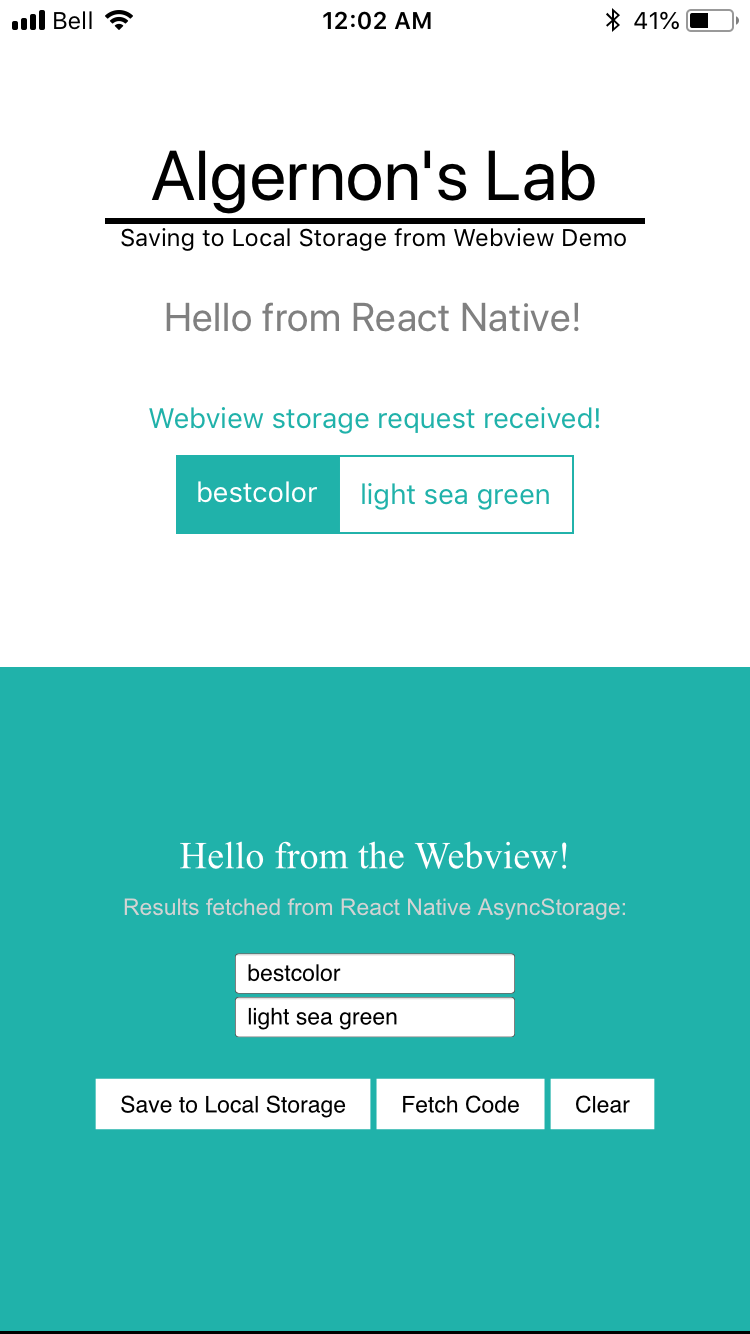 Bell 12:02 AM 41%
Algernon's Lab
Saving to Local Storage from Webview Demo
Hello from React Native!
Webview storage request received!
bestcolor light sea green
Hello from the Webview!
Results fetched from React Native AsyncStorage:
bestcolor
light sea green
Save to Local Storage Fetch Code Clear